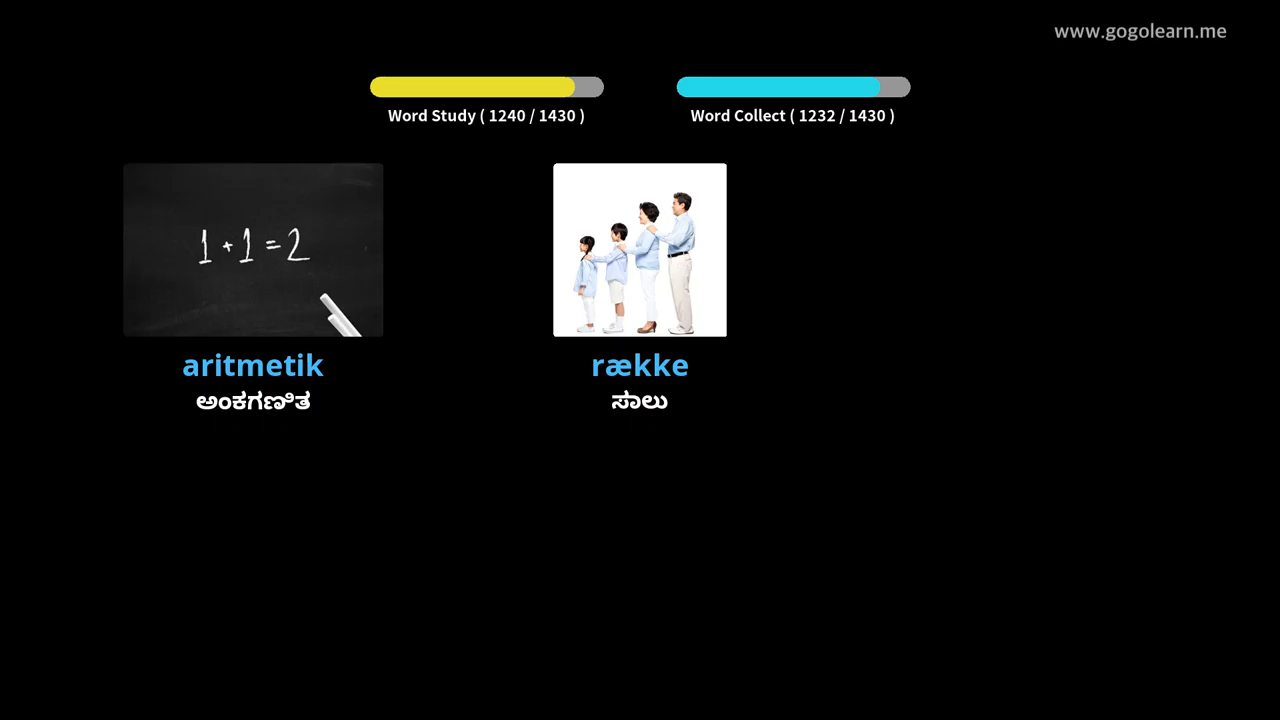 www.gogolearn.me
Word Study ( 1240 / 1430 )
Word Collect ( 1232 / 1430 )
1 + 1 = 2
aritmetik
ಅಂಕಗಣಿತ
række
ಸಾಲು